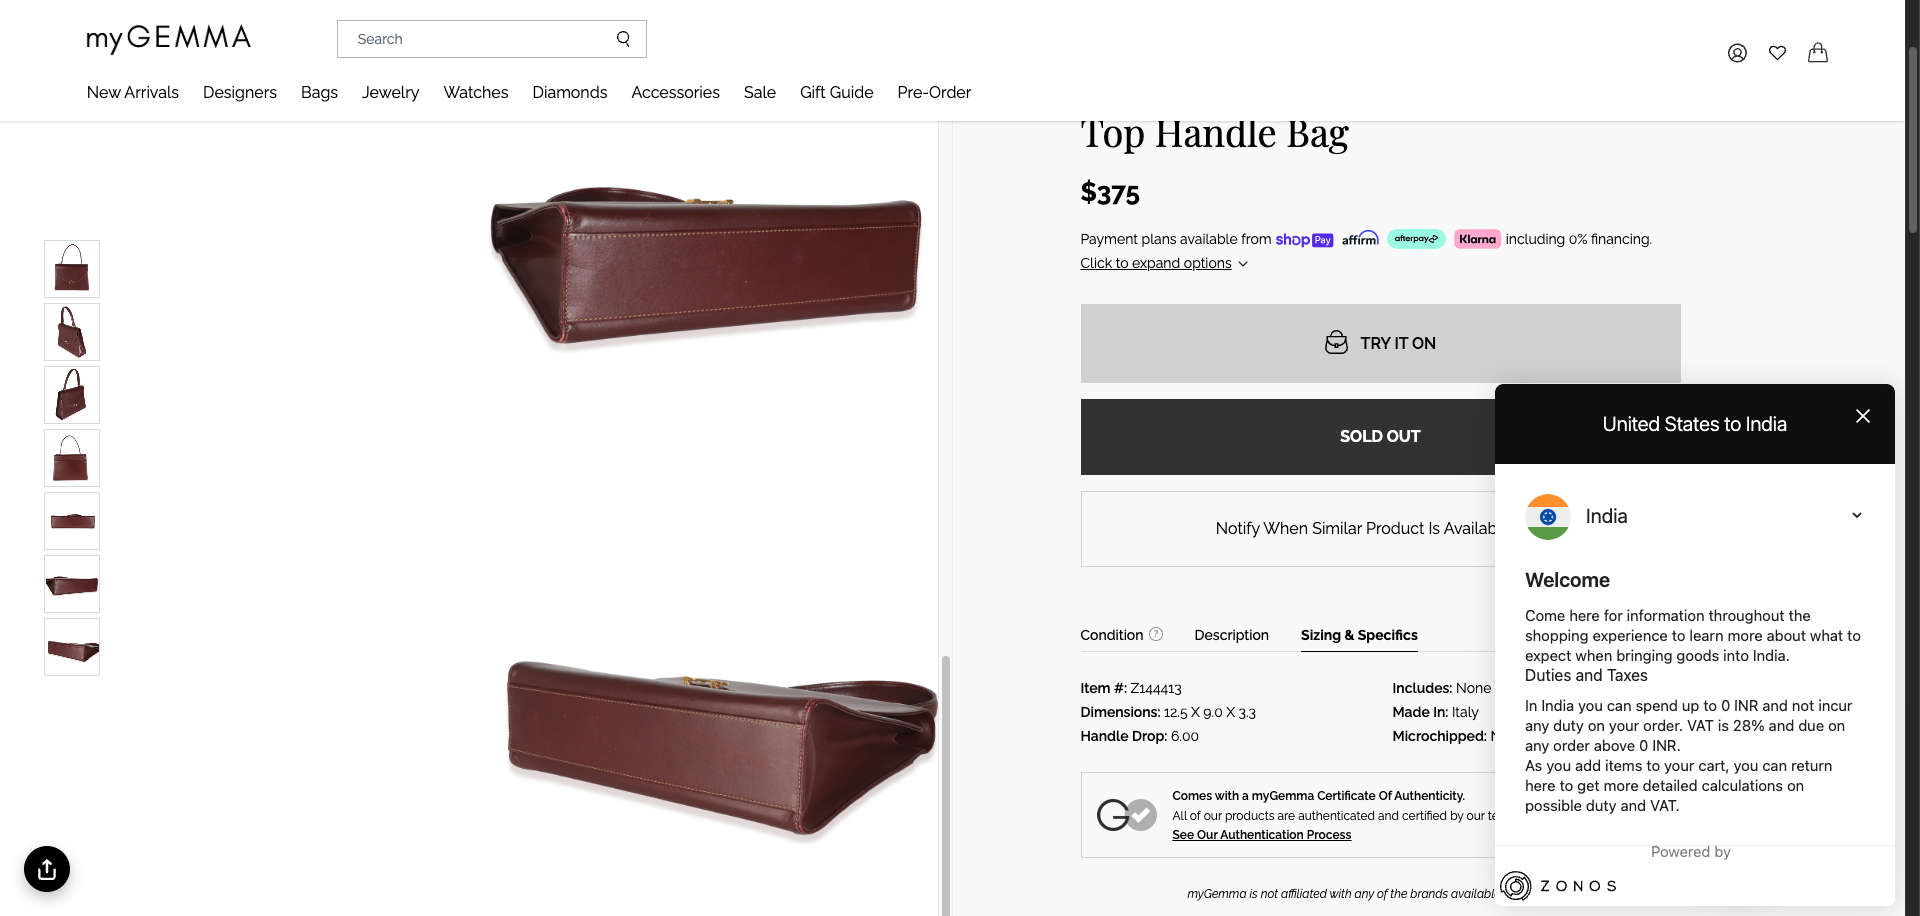 myGEMMA
Search
New Arrivals Designers Bags Jewelry Watches Diamonds Accessories Sale Gift Guide Pre-Order
Top Handle Bag
$375
Payment plans available from shop Pay affirm afterpay Klarna including 0% financing.
Click to expand options
TRY IT ON
SOLD OUT
Notify When Similar Product Is
Condition ? Description Sizing & Specifics
Item #: Z144413
Dimensions: 12.5 X 9.0 X 3.3
Handle Drop: 6.00
Includes: None
Made In: Italy
Microchipped:
Comes with a myGemma Certificate Of Authenticity.
All of our products are authenticated and certified by our
See Our Authentication Process
myGemma is not affiliated with any of the brands
United States to India
India
Welcome
Come here for information throughout the
shopping experience to learn more about what to
expect when bringing goods into India.
Duties and Taxes
In India you can spend up to 0 INR and not incur
any duty on your order. VAT is 28% and due on
any order above 0 INR.
As you add items to your cart, you can return
here to get more detailed calculations on
possible duty and VAT.
Powered by
ZONOS